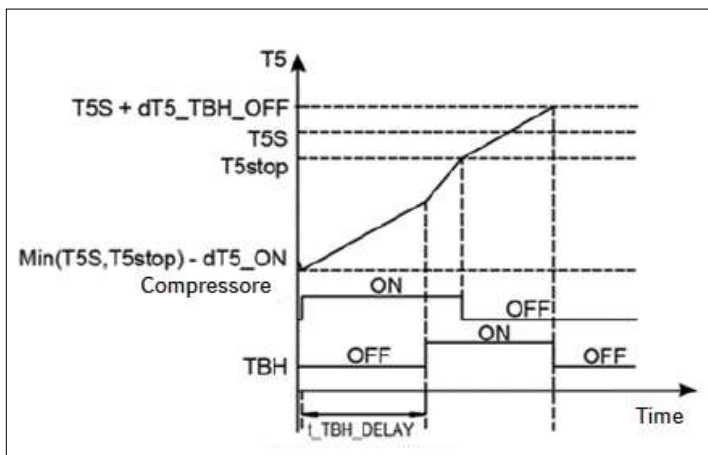 T5
T5S + dT5_TBH_OFF
T5S
T5stop
Min(T5S,T5stop) - dT5_ON
Compressore
ON
OFF
ON
TBH
OFF
OFF
Time
t_TBH_DELAY